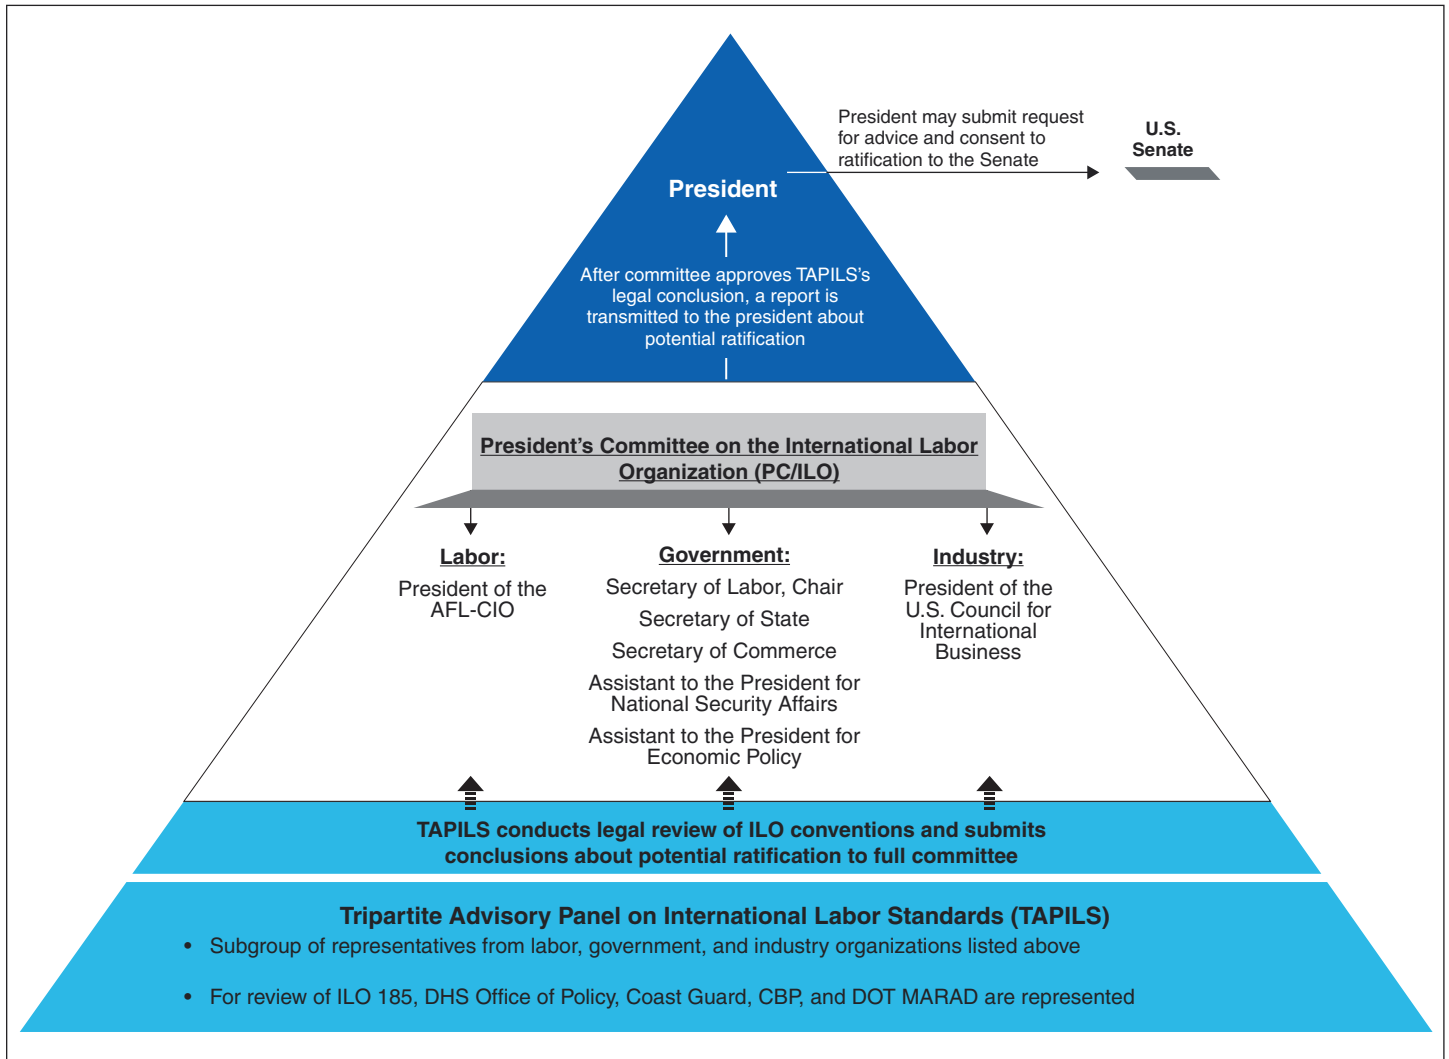 President may submit request
for advice and consent to
ratification to the Senate
U.S.
Senate
President
After committee approves TAPILS’s
legal conclusion, a report is
transmitted to the president about
potential ratification
President’s Committee on the International Labor
Organization (PC/ILO)
Labor:
President of the
AFL-CIO
Government:
Secretary of Labor, Chair
Secretary of State
Secretary of Commerce
Assistant to the President for
National Security Affairs
Assistant to the President for
Economic Policy
Industry:
President of the
U.S. Council for
International
Business
TAPILS conducts legal review of ILO conventions and submits
conclusions about potential ratification to full committee
Tripartite Advisory Panel on International Labor Standards (TAPILS)
• Subgroup of representatives from labor, government, and industry organizations listed above
• For review of ILO 185, DHS Office of Policy, Coast Guard, CBP, and DOT MARAD are represented